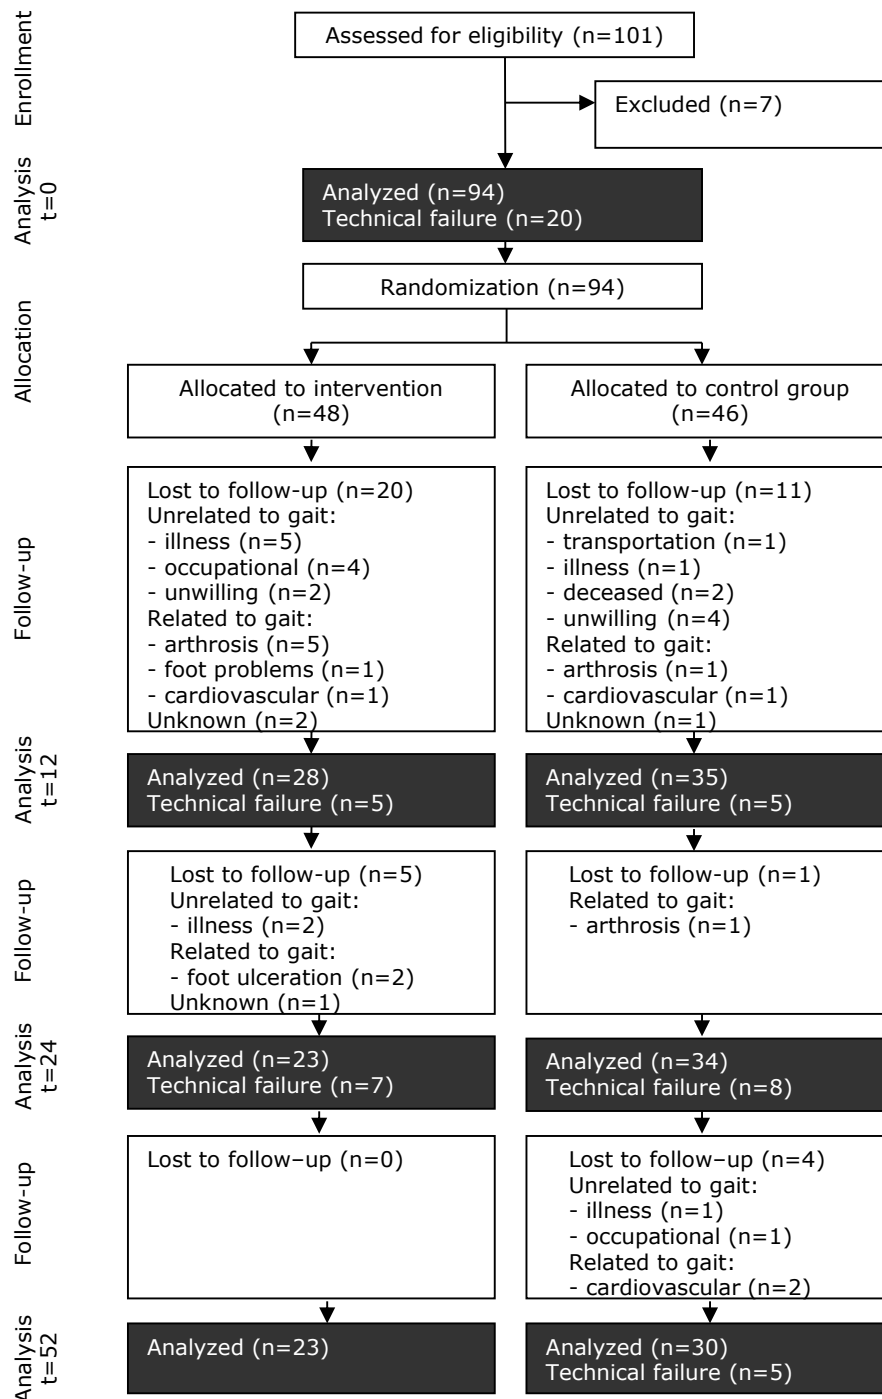 Enrollment
Assessed for eligibility (n=101)
Excluded (n=7)
Analysis
t=0
Analyzed (n=94)
Technical failure (n=20)
Allocation
Randomization (n=94)
Allocated to intervention
(n=48)
Allocated to control group
(n=46)
Follow-up
Lost to follow-up (n=20)
Unrelated to gait:
- illness (n=5)
- occupational (n=4)
- unwilling (n=2)
Related to gait:
- arthrosis (n=5)
- foot problems (n=1)
- cardiovascular (n=1)
Unknown (n=2)
Lost to follow-up (n=11)
Unrelated to gait:
- transportation (n=1)
- illness (n=1)
- deceased (n=2)
- unwilling (n=4)
Related to gait:
- arthrosis (n=1)
- cardiovascular (n=1)
Unknown (n=1)
Analysis
t=12
Analyzed (n=28)
Technical failure (n=5)
Analyzed (n=35)
Technical failure (n=5)
Follow-up
Lost to follow-up (n=5)
Unrelated to gait:
- illness (n=2)
Related to gait:
- foot ulceration (n=2)
Unknown (n=1)
Lost to follow-up (n=1)
Related to gait:
- arthrosis (n=1)
Analysis
t=24
Analyzed (n=23)
Technical failure (n=7)
Analyzed (n=34)
Technical failure (n=8)
Follow-up
Lost to follow–up (n=0)
Lost to follow–up (n=4)
Unrelated to gait:
- illness (n=1)
- occupational (n=1)
Related to gait:
- cardiovascular (n=2)
Analysis
t=52
Analyzed (n=23)
Analyzed (n=30)
Technical failure (n=5)